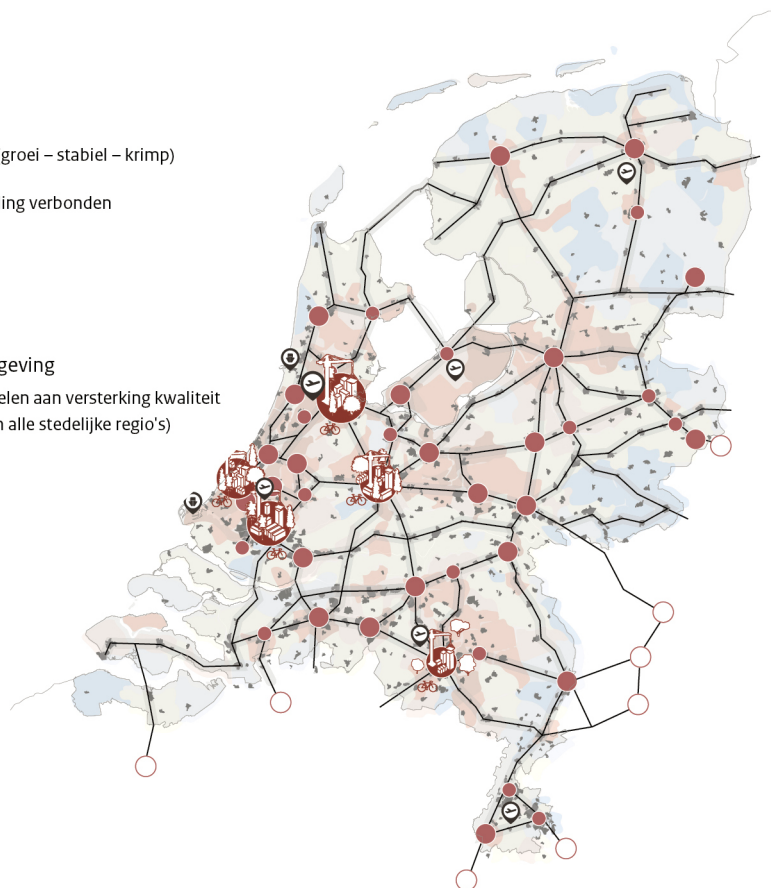 groei – stabiel – krimp)
ing verbonden
geving
elen aan versterking kwaliteit
n alle stedelijke regio's)